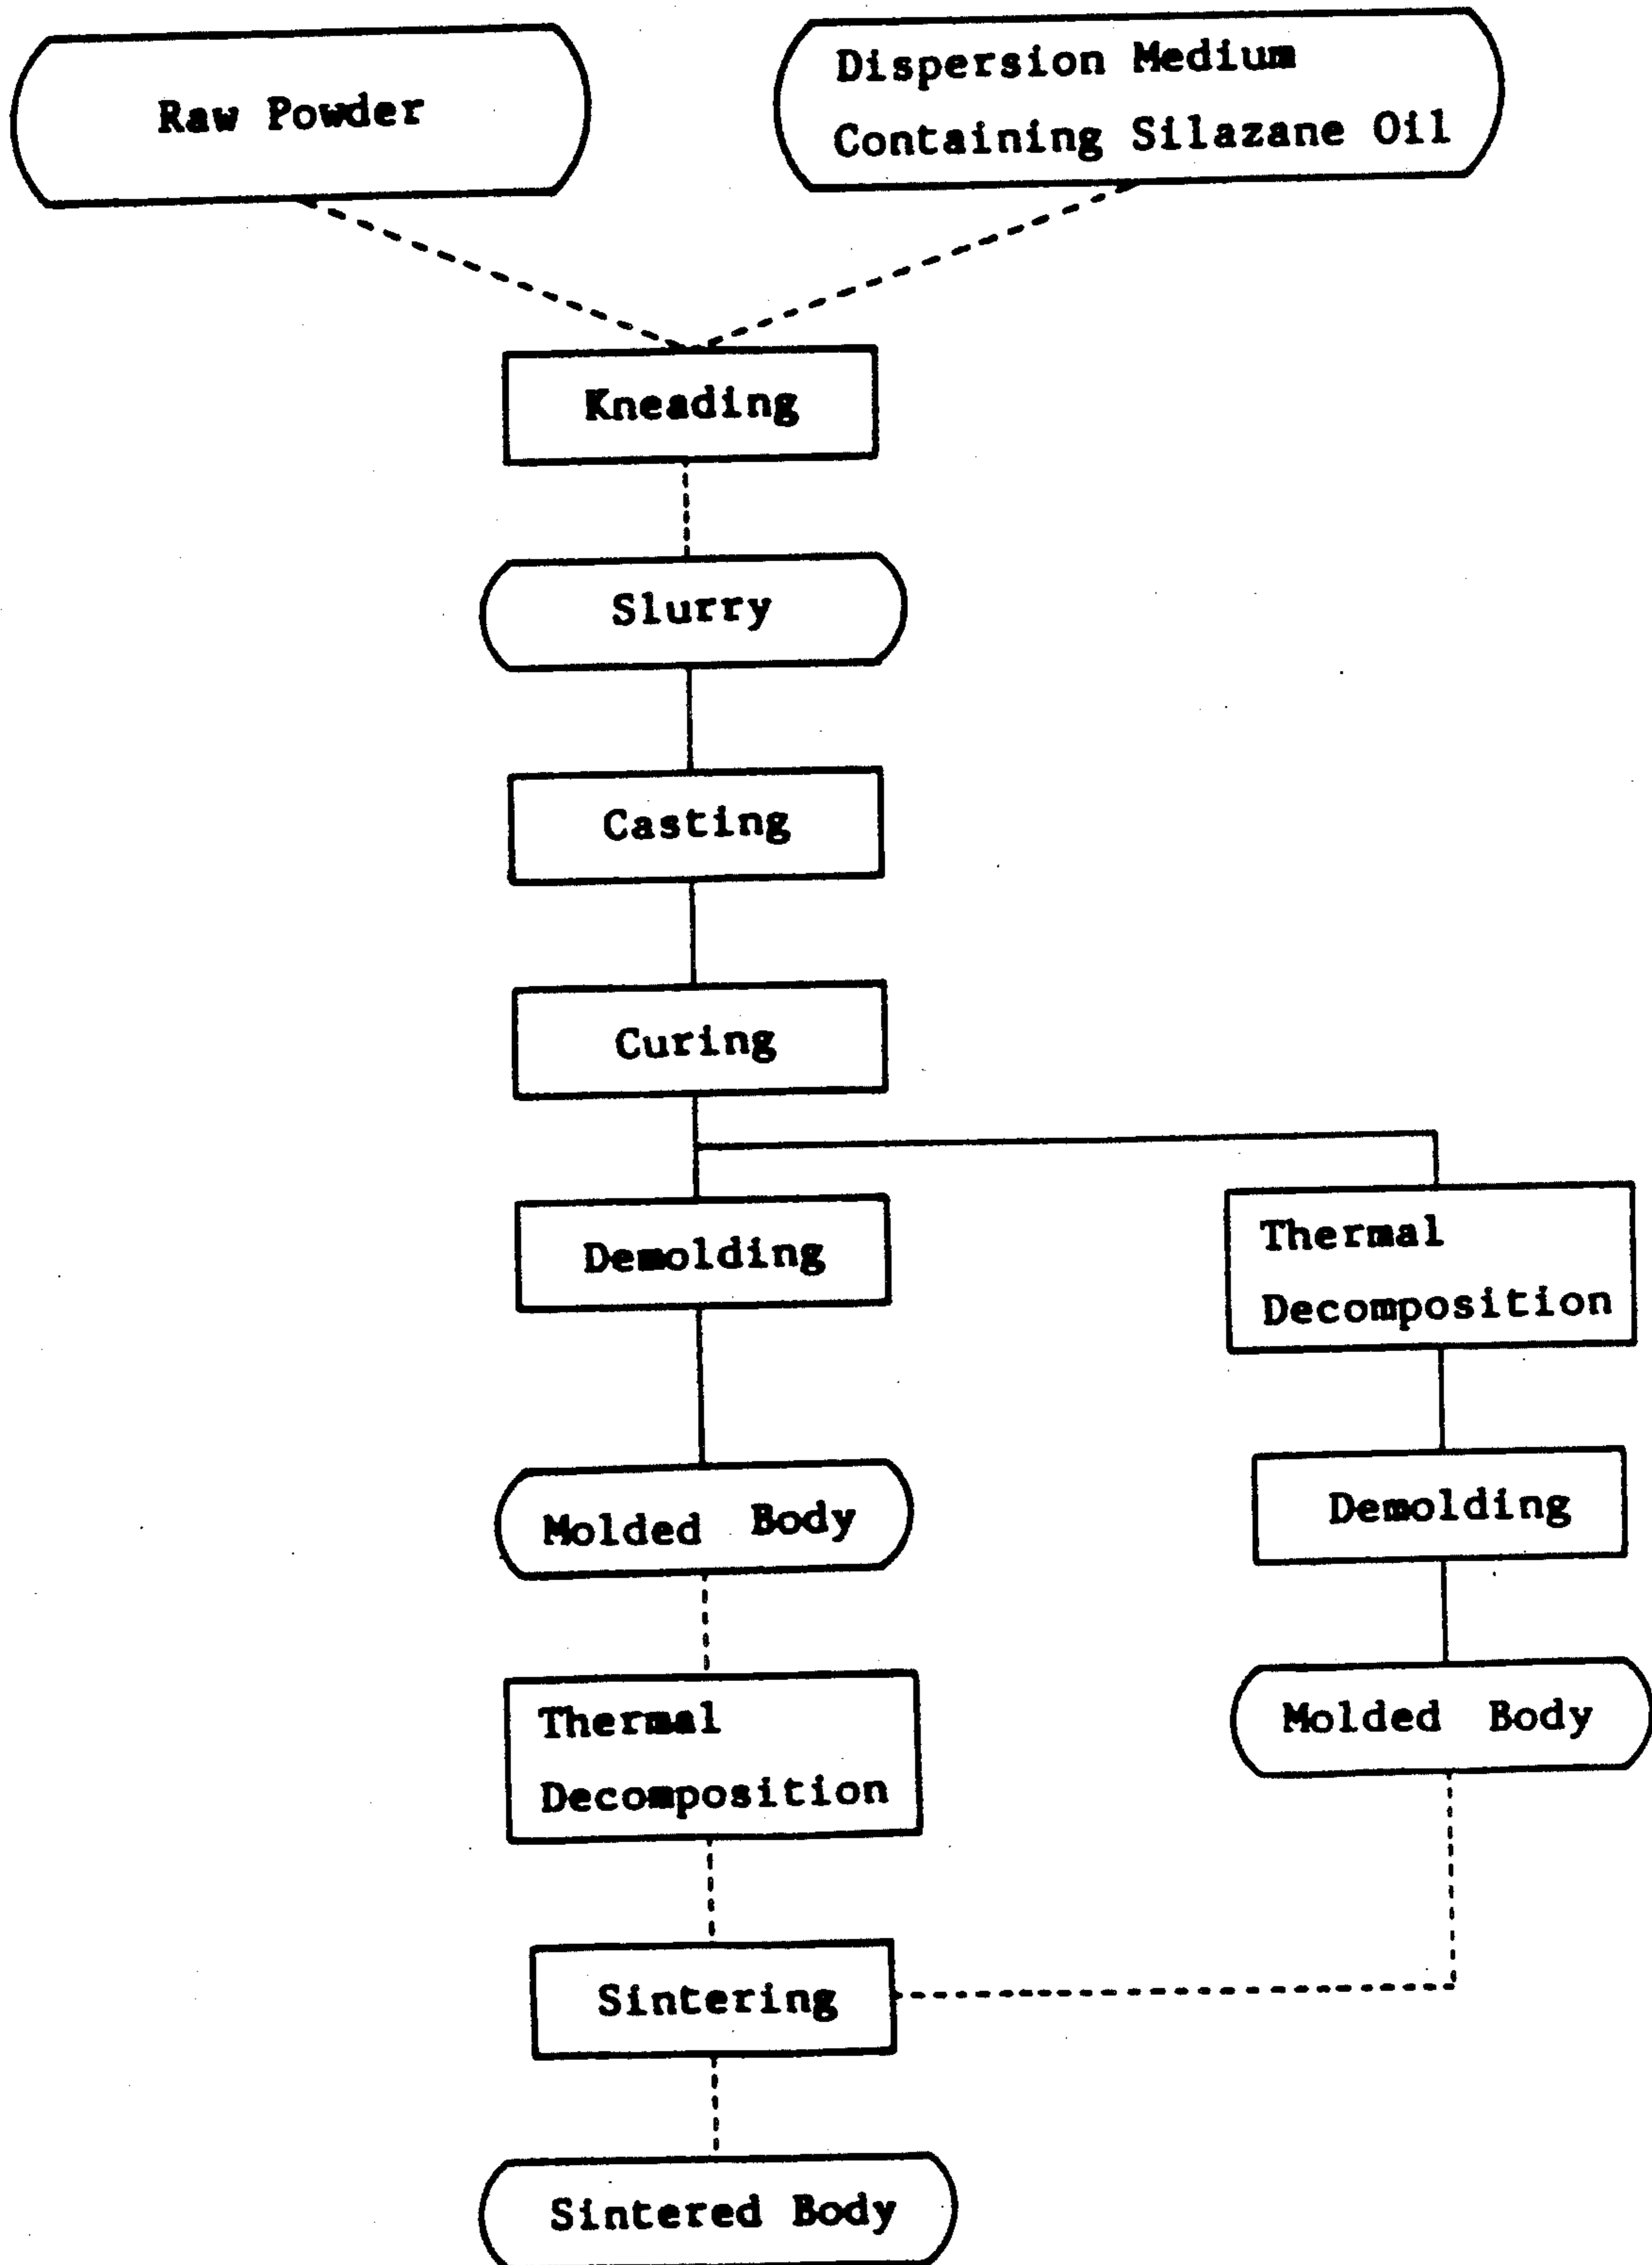 Raw Powder
Dispersion Medium
Containing Silazane Oil
Kneading
Slurry
Casting
Curing
Demolding
Thermal
Decomposition
Molded Body
Demolding
Thermal
Decomposition
Molded Body
Sintering
Sintered Body